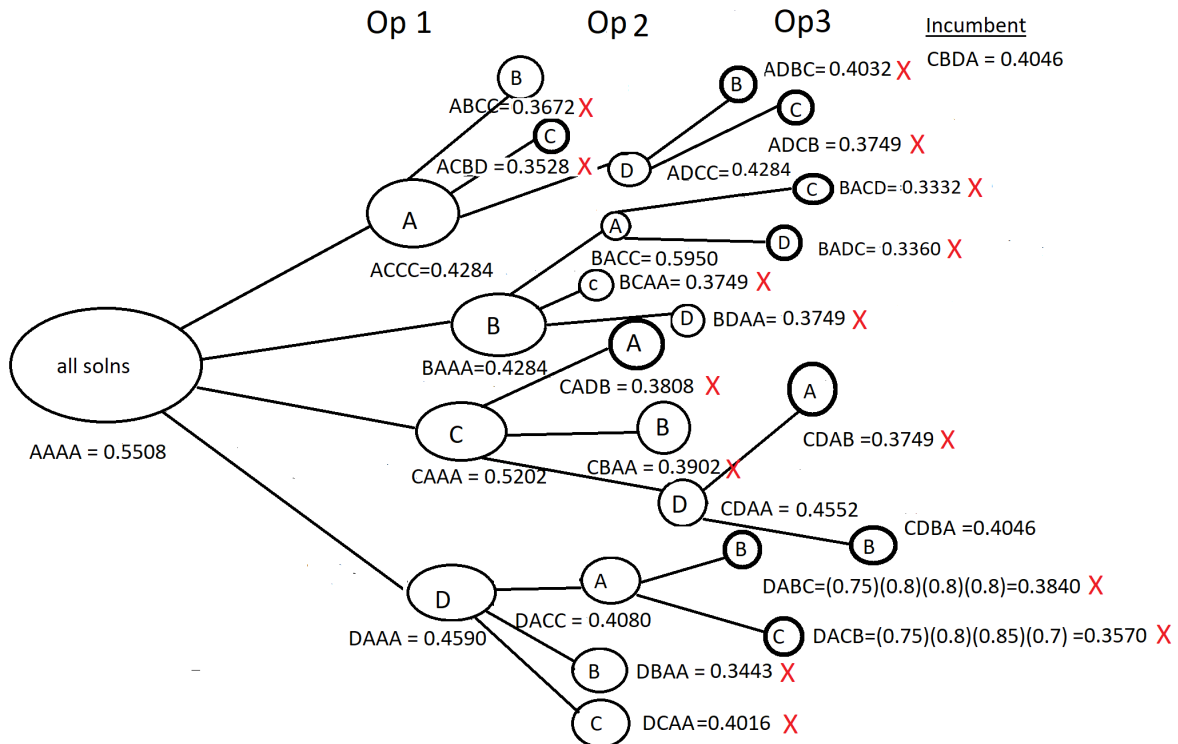 Op 1
Op 2
Op3
Incumbent
CBDA = 0.4046
B
ABCC= 0.3672 X
C
ACBD = 0.3528 X
A
ACCC=0.4284
D
ADCC=0.4284
B
ADBC= 0.4032 X
C
ADCB = 0.3749 X
all solns
AAAA = 0.5508
B
BAAA=0.4284
A
BACC= 0.5950
C
BACD= 0.3332 X
D
BADC= 0.3360 X
c
BCAA= 0.3749 X
D
BDAA= 0.3749 X
C
CAAA = 0.5202
A
CADB = 0.3808 X
B
CBAA = 0.3902 X
D
CDAA = 0.4552
A
CDAB =0.3749 X
B
CDBA =0.4046
D
DAAA = 0.4590
A
DACC = 0.4080
B
DABC=(0.75)(0.8)(0.8)(0.8)=0.3840 X
C
DACB=(0.75)(0.8)(0.85)(0.7) =0.3570 X
B
DBAA= 0.3443 X
C
DCAA=0.4016 X